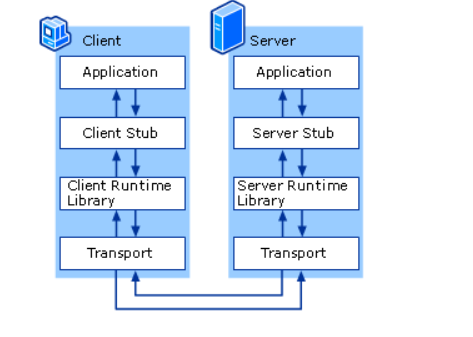 Client
Application
Client Stub
Client Runtime
Library
Transport
Server
Application
Server Stub
Server Runtime
Library
Transport